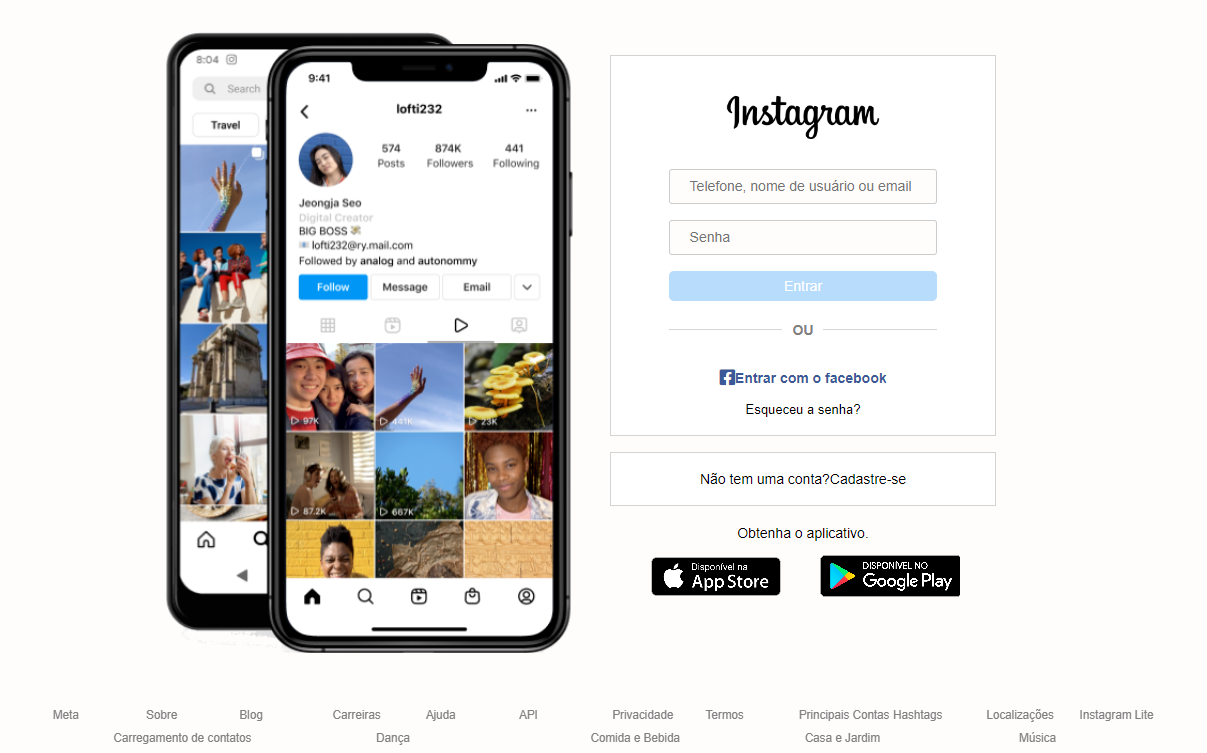 8:04
Search
Travel
9:41
lofti232
574 874K 441
Posts Followers Following
Jeongja Seo
Digital Creator
BIG BOSS
lofti232@ry.mail.com
Followed by analog and autonommy
Follow Message Email
97K 441K 23K
87.2K 667K
Instagram
Telefone, nome de usuário ou email
Senha
Entrar
OU
Entrar com o facebook
Esqueceu a senha?
Não tem uma conta?Cadastre-se
Obtenha o aplicativo.
Disponível na
App Store
DISPONÍVEL NO
Google Play
Meta Sobre Blog Carreiras Ajuda API Privacidade Termos Principais Contas Hashtags Localizações Instagram Lite
Carregamento de contatos Dança Comida e Bebida Casa e Jardim Música